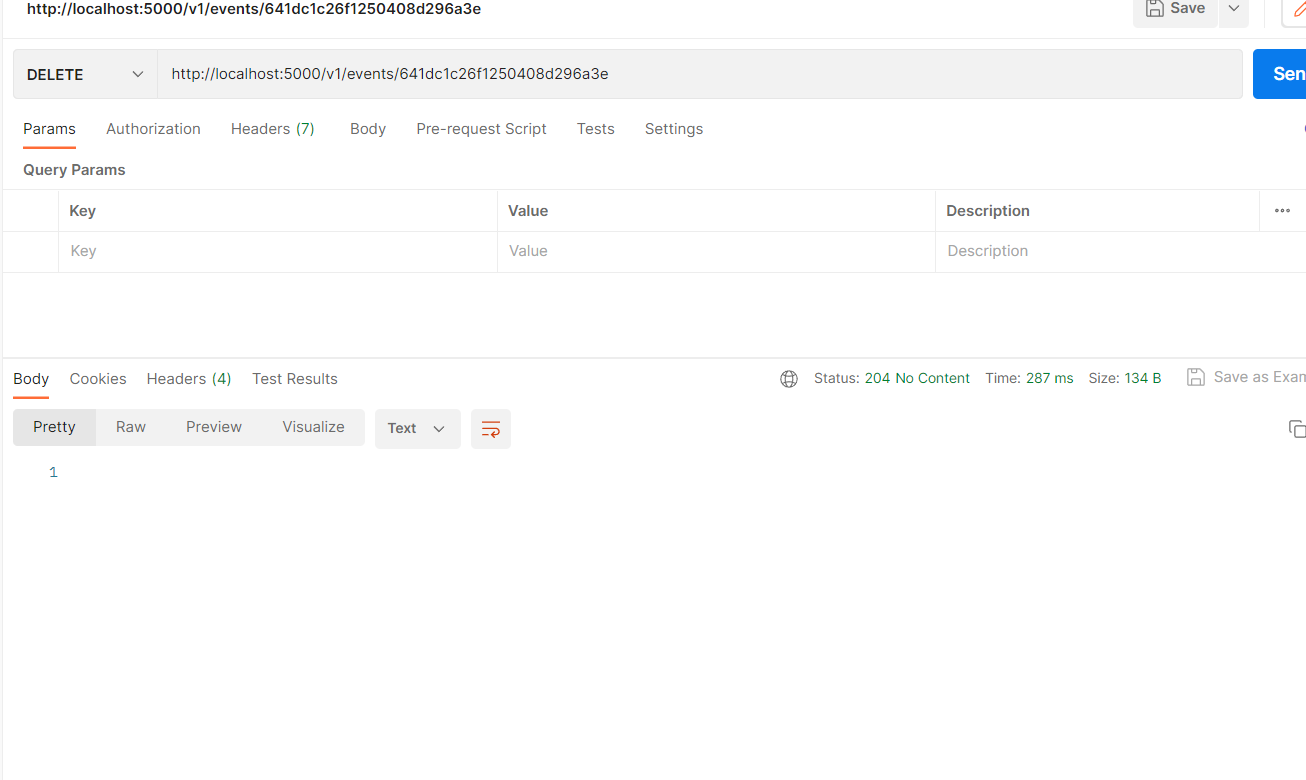 http://localhost:5000/v1/events/641dc1c26f1250408d296a3e Save
DELETE http://localhost:5000/v1/events/641dc1c26f1250408d296a3e Sen
Params Authorization Headers (7) Body Pre-request Script Tests Settings
Query Params
Key Value Description
Key Value Description
Body Cookies Headers (4) Test Results Status: 204 No Content Time: 287 ms Size: 134 B Save as Exam
Pretty Raw Preview Visualize Text
1